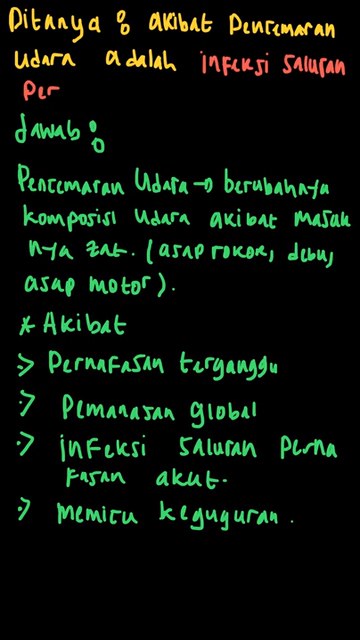 Ditanya : akibat Pencemaran
udara adalah infeksi saluran
per
Jawab :
Pencemaran Udara → berubahnya
komposisi udara akibat masuk
nya zat. (asap rokok, debu,
asap motor).
* Akibat
:> Pernafasan terganggu
:> Pemanasan global
:> infeksi saluran perna
fasan akut.
:> memicu keguguran.